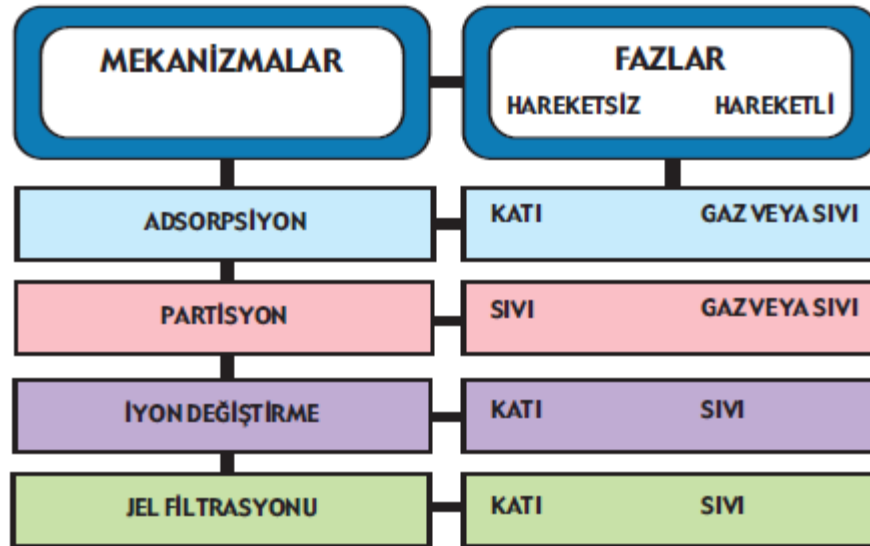 MEKANİZMALAR
FAZLAR
HAREKETSİZ HAREKETLİ
ADSORPSİYON
KATI GAZ VEYA SIVI
PARTİSYON
SIVI GAZ VEYA SIVI
İYON DEĞİŞTİRME
KATI SIVI
JEL FİLTRASYONU
KATI SIVI